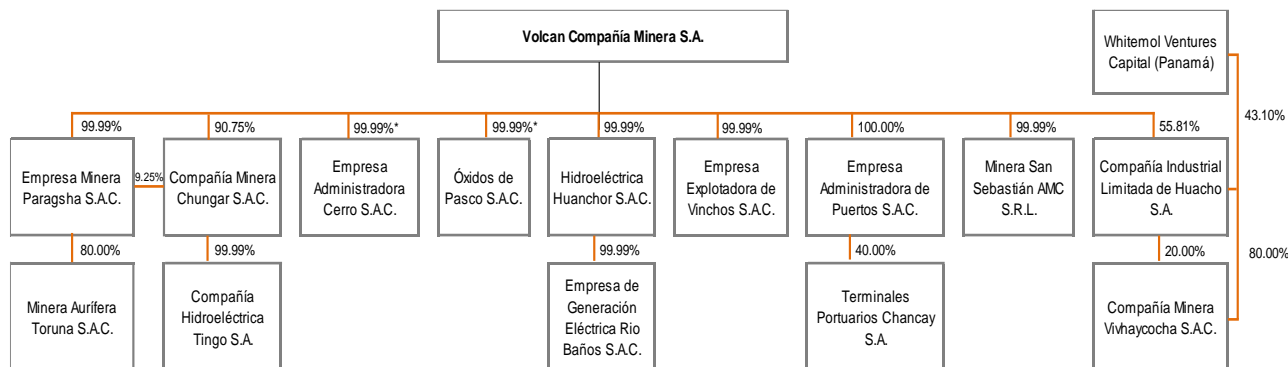 Volcan Compañía Minera S.A.
Whitemol Ventures
Capital (Panamá)
99.99%
90.75%
99.99%*
99.99%*
99.99%
99.99%
100.00%
99.99%
55.81%
43.10%
Empresa Minera
Paragsha S.A.C.
9.25%
Compañía Minera
Chungar S.A.C.
Empresa
Administradora
Cerro S.A.C.
Óxidos de
Pasco S.A.C.
Hidroeléctrica
Huanchor S.A.C.
Empresa
Explotadora de
Vinchos S.A.C.
Empresa
Administradora de
Puertos S.A.C.
Minera San
Sebastián AMC
S.R.L.
Compañía Industrial
Limitada de Huacho
S.A.
80.00%
99.99%
99.99%
40.00%
20.00%
80.00%
Minera Aurífera
Toruna S.A.C.
Compañía
Hidroeléctrica
Tingo S.A.
Empresa de
Generación
Eléctrica Rio
Baños S.A.C.
Terminales
Portuarios Chancay
S.A.
Compañía Minera
Vivhaycocha S.A.C.